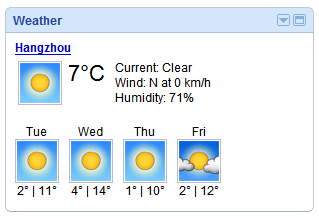 Weather
Hangzhou
7°C
Current: Clear
Wind: N at 0 km/h
Humidity: 71%
Tue Wed Thu Fri
2° | 11° 4° | 14° 1° | 10° 2° | 12°